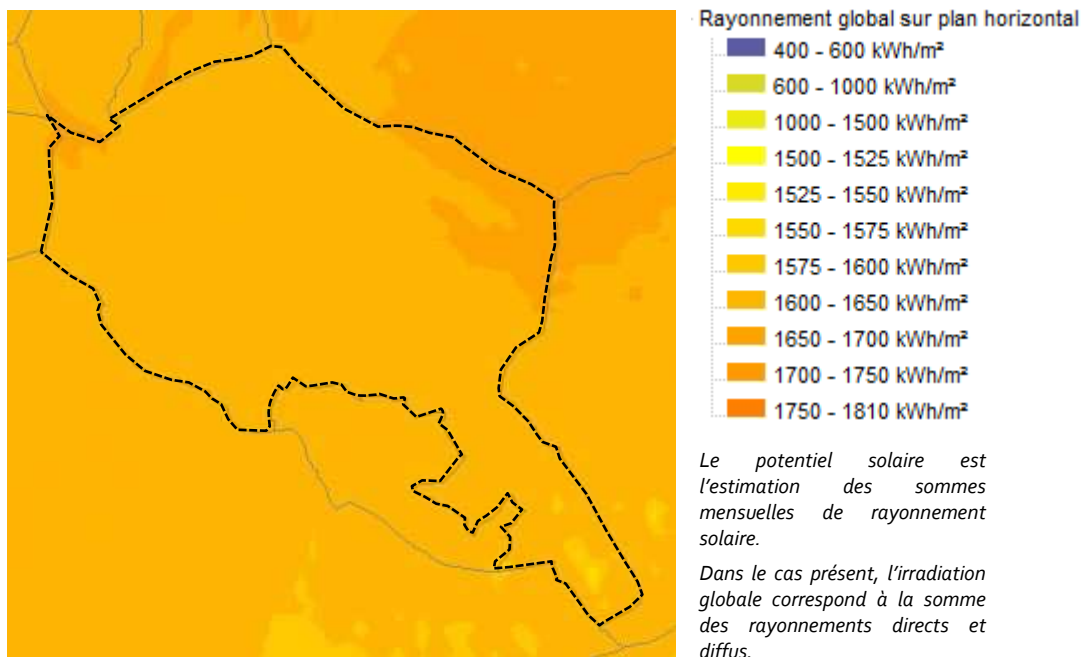 Rayonnement global sur plan horizontal
400 - 600 kWh/m²
600 - 1000 kWh/m²
1000 - 1500 kWh/m²
1500 - 1525 kWh/m²
1525 - 1550 kWh/m²
1550 - 1575 kWh/m²
1575 - 1600 kWh/m²
1600 - 1650 kWh/m²
1650 - 1700 kWh/m²
1700 - 1750 kWh/m²
1750 - 1810 kWh/m²
Le potentiel solaire est
l’estimation des sommes
mensuelles de rayonnement
solaire.
Dans le cas présent, l’irradiation
globale correspond à la somme
des rayonnements directs et
diffus.